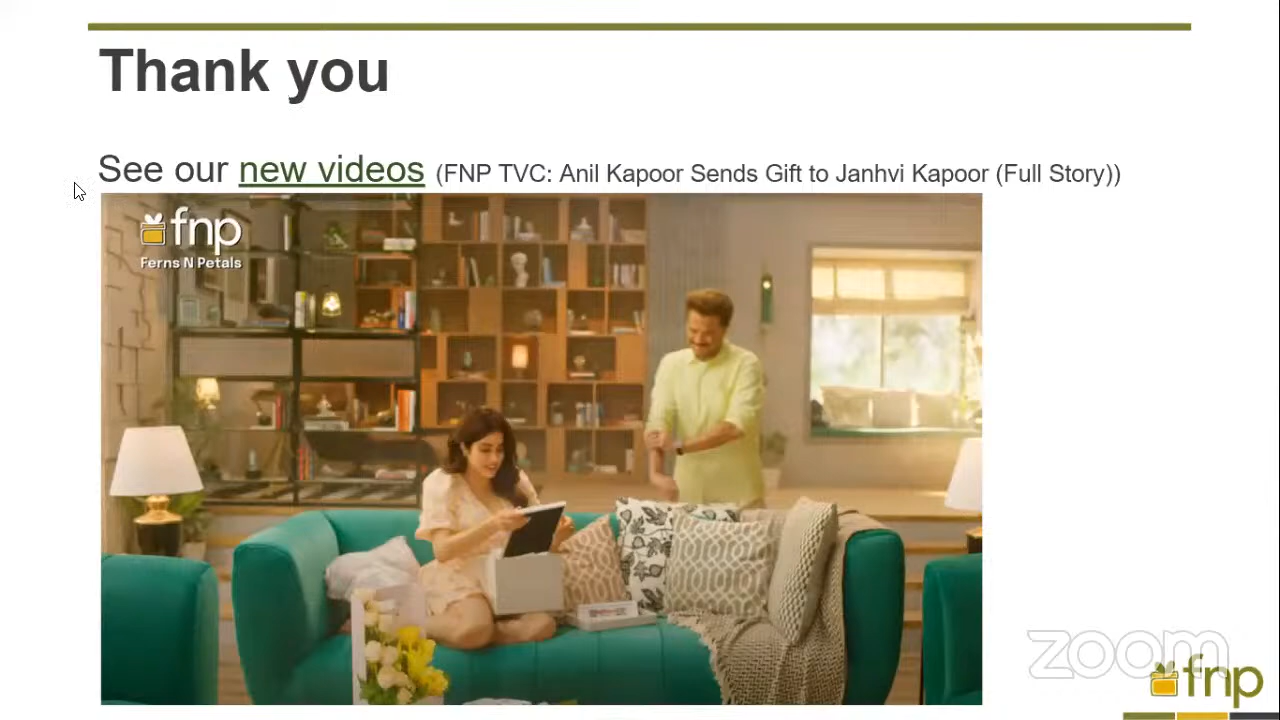 Thank you
See our new videos (FNP TVC: Anil Kapoor Sends Gift to Janhvi Kapoor (Full Story))
fnp
Ferns N Petals
zoom
fnp